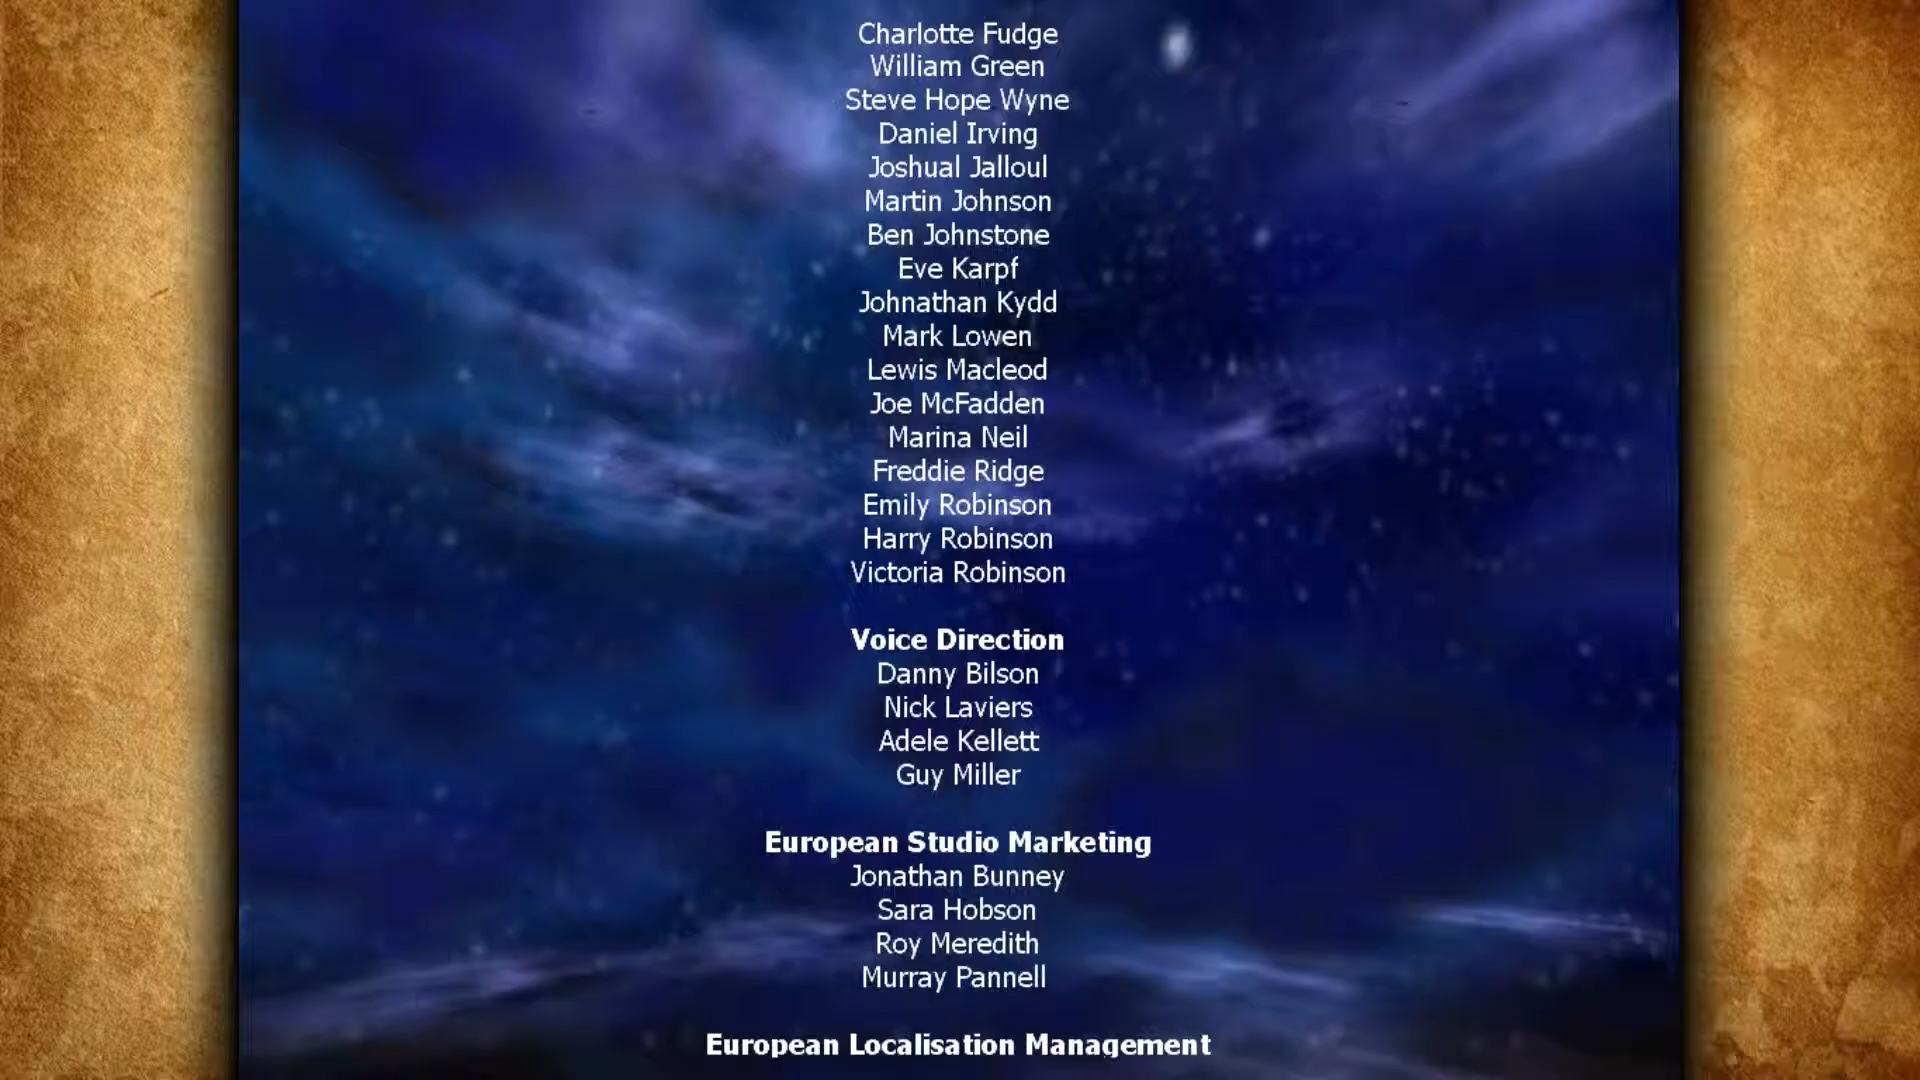 Charlotte Fudge
William Green
Steve Hope Wyne
Daniel Irving
Joshual Jalloul
Martin Johnson
Ben Johnstone
Eve Karpf
Johnathan Kydd
Mark Lowen
Lewis Macleod
Joe McFadden
Marina Neil
Freddie Ridge
Emily Robinson
Harry Robinson
Victoria Robinson
Voice Direction
Danny Bilson
Nick Laviers
Adele Kellett
Guy Miller
European Studio Marketing
Jonathan Bunney
Sara Hobson
Roy Meredith
Murray Pannell
European Localisation Management